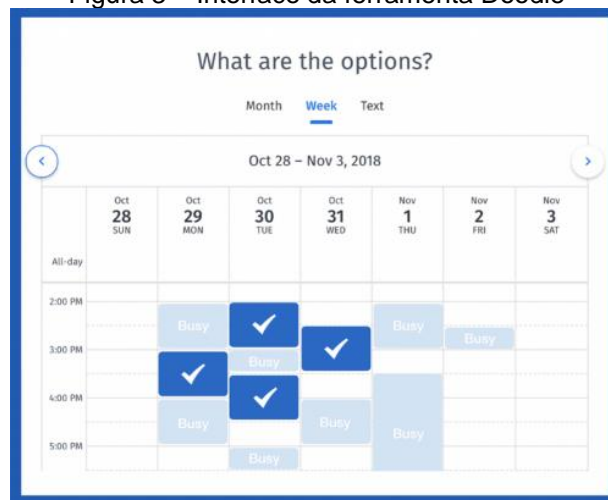 Figura 3 – Interface da ferramenta Doodle
What are the options?
Month Week Text
Oct 28 – Nov 3, 2018
Oct Oct Oct Oct Nov Nov Nov
28 29 30 31 1 2 3
SUN MON TUE WED THU FRI SAT
All-day
2:00 PM
Busy Busy
Busy
3:00 PM
Busy
4:00 PM
Busy Busy
Busy
5:00 PM
Busy